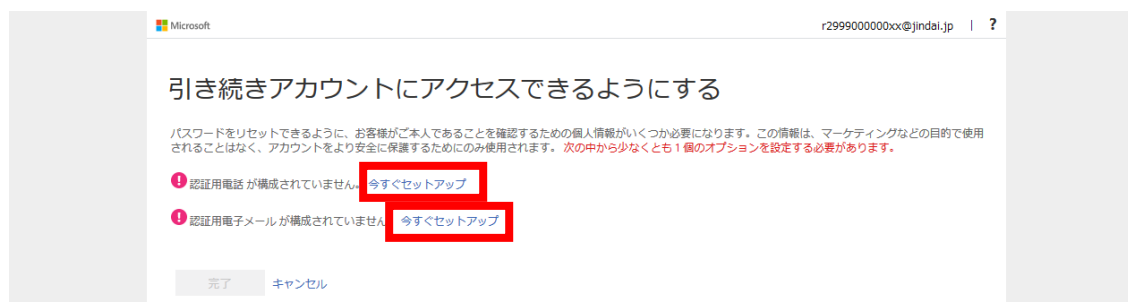 Microsoft r2999000000xx@jindai.jp | ?
引き続きアカウントにアクセスできるようにする
パスワードをリセットできるように、お客様がご本人であることを確認するための個人情報がいくつか必要になります。この情報は、マーケティングなどの目的で使用
されることはなく、アカウントをより安全に保護するためにのみ使用されます。次の中から少なくとも1個のオプションを設定する必要があります。
! 認証用電話 が構成されていません。 今すぐセットアップ
! 認証用電子メール が構成されていません 今すぐセットアップ
完了 キャンセル